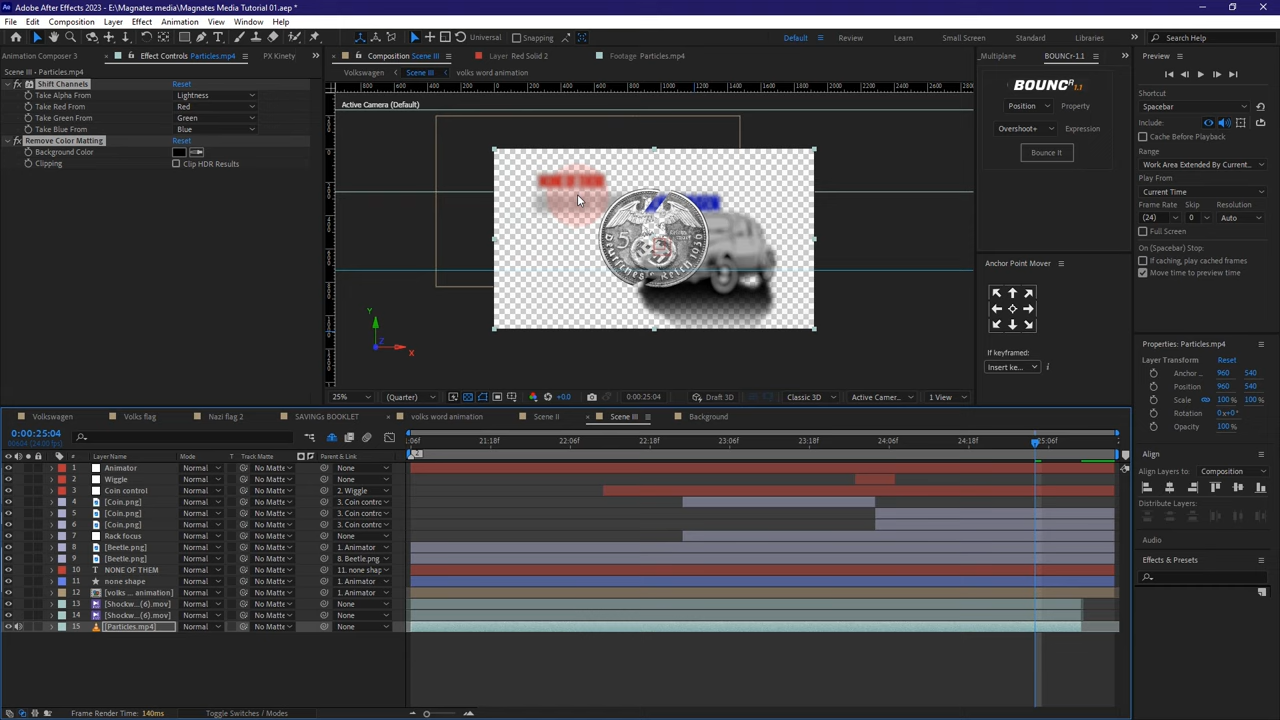 Adobe After Effects 2023 - E:\Magnates media\Magnates Media Tutorial 01.aep *
File Edit Composition Layer Effect Animation View Window Help
Universal Snapping Default Review Learn Small Screen Standard Libraries Search Help
Animation Composer 3 Effect Controls Particles.mp4 PX Kinety Composition Scene III Layer Red Solid 2 Footage Particles.mp4 Multiplane BOUNCr-1.1 Preview
Scene III • Particles.mp4
Volkswagen Scene III volks word animation
Shift Channels Reset
Take Alpha From Lightness
Take Red From Red
Take Green From Green
Take Blue From Blue
Remove Color Matting Reset
Background Color
Clipping Clip HDR Results
Active Camera (Default)
NONE OF THEM
5
Deutsches Reich 1930
Y
Z
X
25% (Quarter) +0.0 0:00:25:04 Draft 3D Classic 3D Active Camer... 1 View
BOUNCR 1.1
Position Property
Overshoot+ Expression
Bounce It
Anchor Point Mover
If keyframed:
Insert ke...
Shortcut
Spacebar
Include:
Cache Before Playback
Range
Work Area Extended By Current...
Play From
Current Time
Frame Rate Skip Resolution
(24) 0 Auto
Full Screen
On (Spacebar) Stop:
If caching, play cached frames
Move time to preview time
Properties: Particles.mp4
Layer Transform Reset
Anchor ... 960 540
Position 960 540
Scale 100 % 100 %
Rotation 0x+0°
Opacity 100 %
Align
Align Layers to: Composition
Distribute Layers:
Audio
Effects & Presets
Volkswagen Volks flag Nazi flag 2 SAVINGs BOOKLET volks word animation Scene II Scene III Background
0:00:25:04
00604 (24.00 fps)
:06f 21:18f 22:06f 22:18f 23:06f 23:18f 24:06f 24:18f 25:06f
# Layer Name Mode T Track Matte Parent & Link
1 Animator Normal No Matte None
2 Wiggle Normal No Matte None
3 Coin control Normal No Matte 2. Wiggle
4 [Coin.png] Normal No Matte 3. Coin contrc
5 [Coin.png] Normal No Matte 3. Coin contrc
6 [Coin.png] Normal No Matte 3. Coin contrc
7 Rack focus Normal No Matte None
8 [Beetle.png] Normal No Matte 1. Animator
9 [Beetle.png] Normal No Matte 8. Beetle.png
10 NONE OF THEM Normal No Matte 11. none shap
11 none shape Normal No Matte 1. Animator
12 [volks ... animation] Normal No Matte 1. Animator
13 [Shockw...(6).mov] Normal No Matte None
14 [Shockw...(6).mov] Normal No Matte None
15 [Particles.mp4] Normal No Matte None
Frame Render Time: 140ms Toggle Switches / Modes